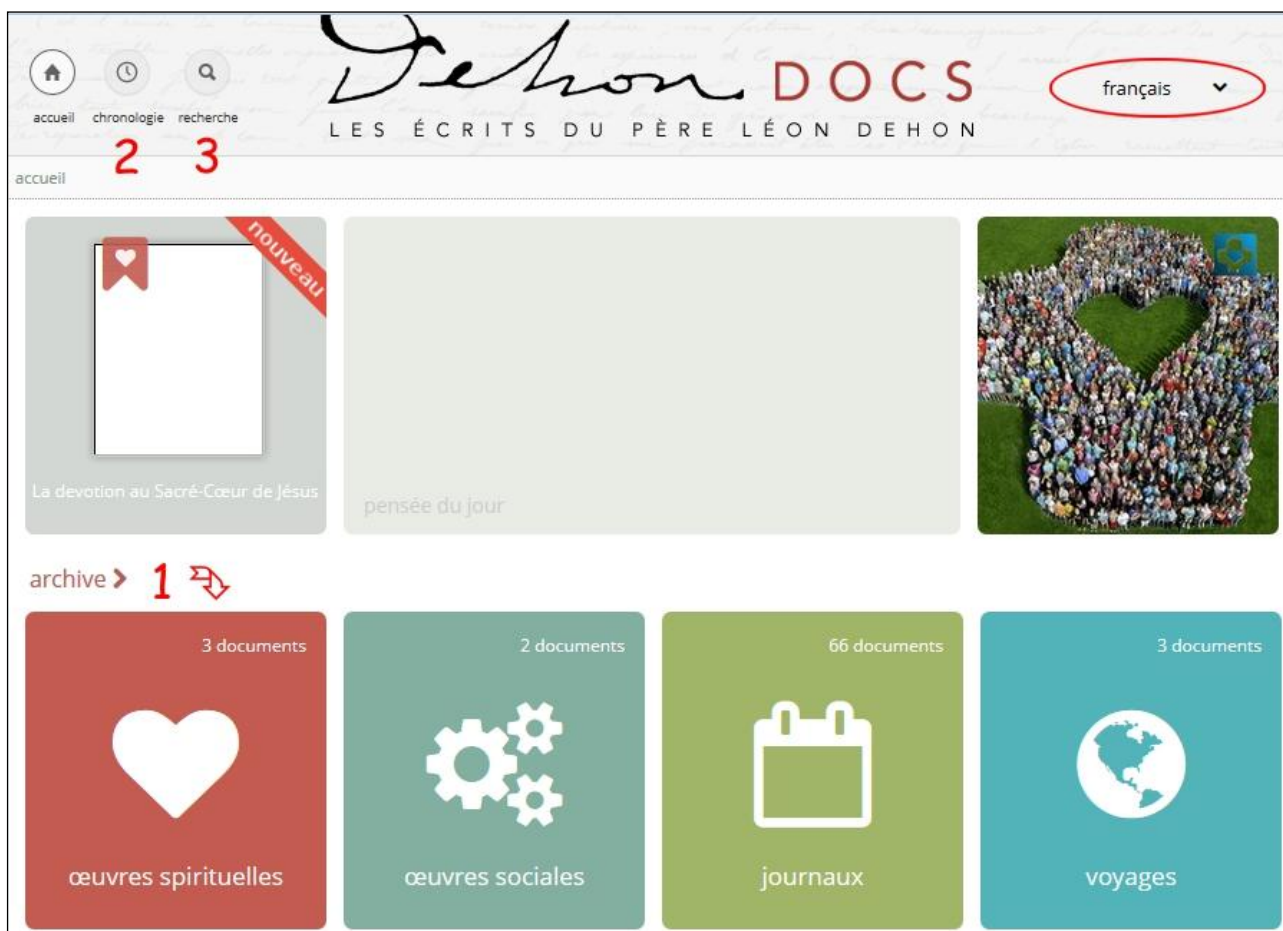 Dehon DOCS
LES ÉCRITS DU PÈRE LÉON DEHON
accueil chronologie recherche
français
2 3
accueil
nouveau
La devotion au Sacré-Cœur de Jésus
pensée du jour
archive 1
3 documents
œuvres spirituelles
2 documents
œuvres sociales
66 documents
journaux
3 documents
voyages